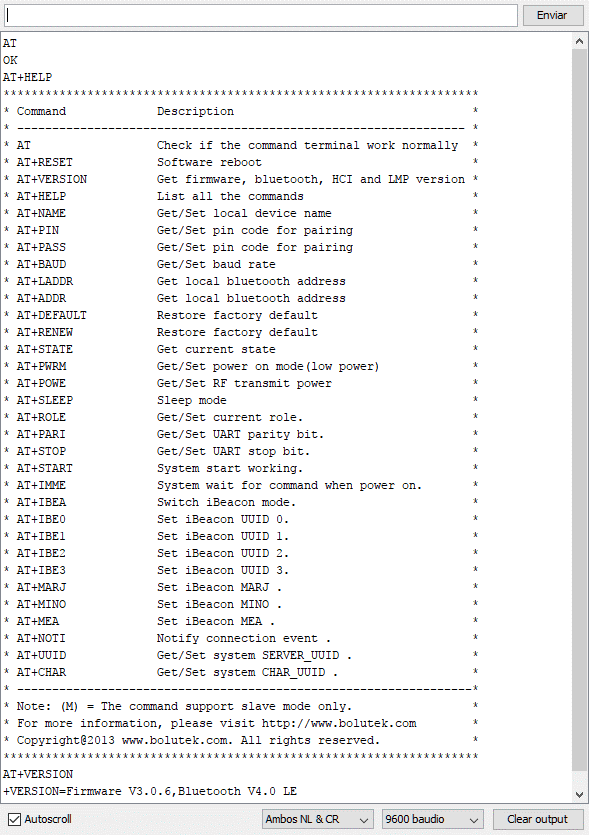 Enviar
AT
OK
AT+HELP
********************************************************************
* Command             Description                                  *
* ---------------------------------------------------------------- *
* AT                  Check if the command terminal work normally  *
* AT+RESET            Software reboot                              *
* AT+VERSION          Get firmware, bluetooth, HCI and LMP version *
* AT+HELP             List all the commands                        *
* AT+NAME             Get/Set local device name                    *
* AT+PIN              Get/Set pin code for pairing                 *
* AT+PASS             Get/Set pin code for pairing                 *
* AT+BAUD             Get/Set baud rate                            *
* AT+LADDR            Get local bluetooth address                  *
* AT+ADDR             Get local bluetooth address                  *
* AT+DEFAULT          Restore factory default                      *
* AT+RENEW            Restore factory default                      *
* AT+STATE            Get current state                            *
* AT+PWRM             Get/Set power on mode(low power)             *
* AT+POWE             Get/Set RF transmit power                    *
* AT+SLEEP            Sleep mode                                   *
* AT+ROLE             Get/Set current role.                        *
* AT+PARI             Get/Set UART parity bit.                     *
* AT+STOP             Get/Set UART stop bit.                       *
* AT+START            System start working.                        *
* AT+IMME             System wait for command when power on.       *
* AT+IBEA             Switch iBeacon mode.                         *
* AT+IBE0             Set iBeacon UUID 0.                          *
* AT+IBE1             Set iBeacon UUID 1.                          *
* AT+IBE2             Set iBeacon UUID 2.                          *
* AT+IBE3             Set iBeacon UUID 3.                          *
* AT+MARJ             Set iBeacon MARJ .                           *
* AT+MINO             Set iBeacon MINO .                           *
* AT+MEA              Set iBeacon MEA .                            *
* AT+NOTI             Notify connection event .                    *
* AT+UUID             Get/Set system SERVER_UUID .                 *
* AT+CHAR             Get/Set system CHAR_UUID .                   *
* -----------------------------------------------------------------*
* Note: (M) = The command support slave mode only.                 *
* For more information, please visit http://www.bolutek.com        *
* Copyright@2013 www.bolutek.com. All rights reserved.             *
********************************************************************
AT+VERSION
+VERSION=Firmware V3.0.6,Bluetooth V4.0 LE
Autoscroll
Ambos NL & CR
9600 baudio
Clear output